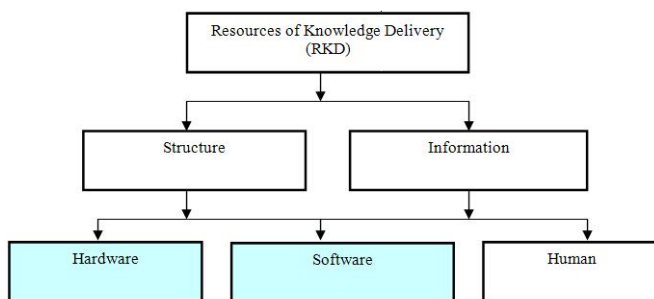 Resources of Knowledge Delivery
(RKD)
Structure
Information
Hardware
Software
Human